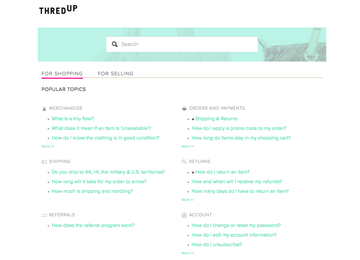 THREDUP
Search
FOR SHOPPING FOR SELLING
POPULAR TOPICS
MERCHANDISE
What is a tiny flaw?
What does it mean if an item is "Unavailable"?
How do I know the clothing is in good condition?
More >>
ORDERS AND PAYMENTS
★ Shipping & Returns
How do I apply a promo code to my order?
How long do items stay in my shopping cart?
More >>
SHIPPING
Do you ship to AK, HI, the military & U.S. territories?
How long will it take for my order to arrive?
How much is shipping and handling?
RETURNS
★ How do I return an item?
How and when will I receive my refunds?
How many days do I have to return an item?
More >>
REFERRALS
How does the referral program work?
ACCOUNT
How do I change or reset my password?
How do I edit my account information?
How do I unsubscribe?